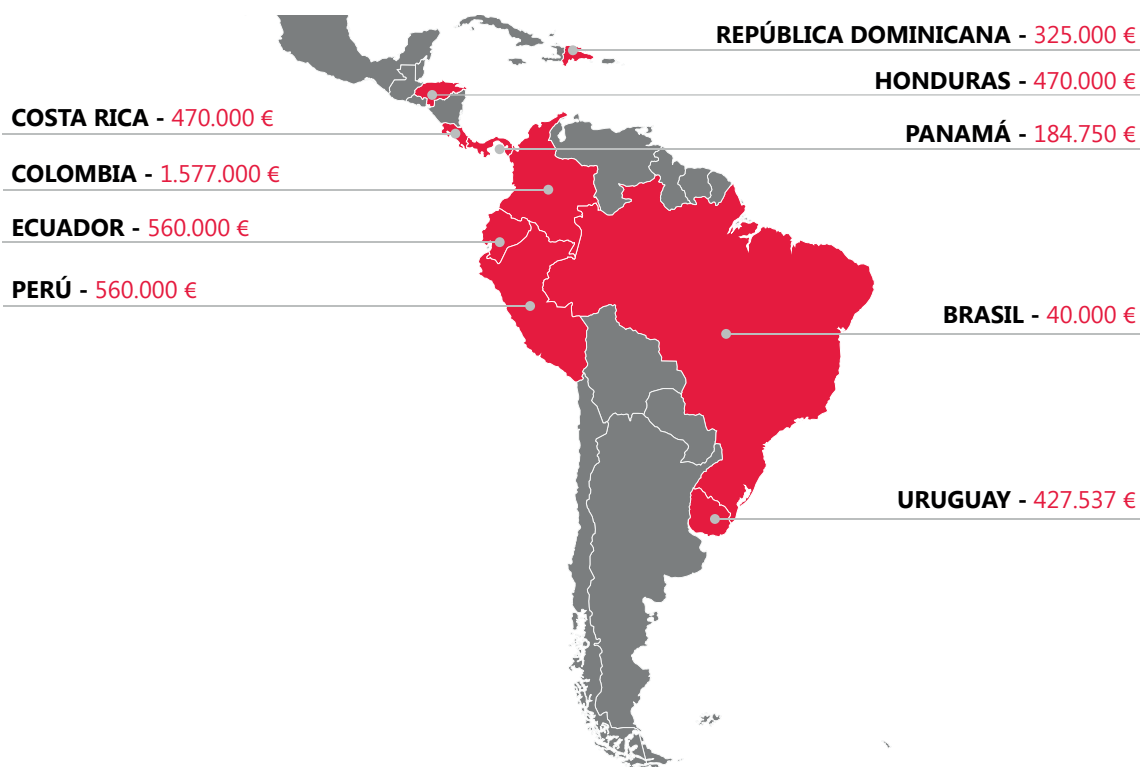 REPÚBLICA DOMINICANA - 325.000 €
HONDURAS - 470.000 €
COSTA RICA - 470.000 €
PANAMÁ - 184.750 €
COLOMBIA - 1.577.000 €
ECUADOR - 560.000 €
PERÚ - 560.000 €
BRASIL - 40.000 €
URUGUAY - 427.537 €